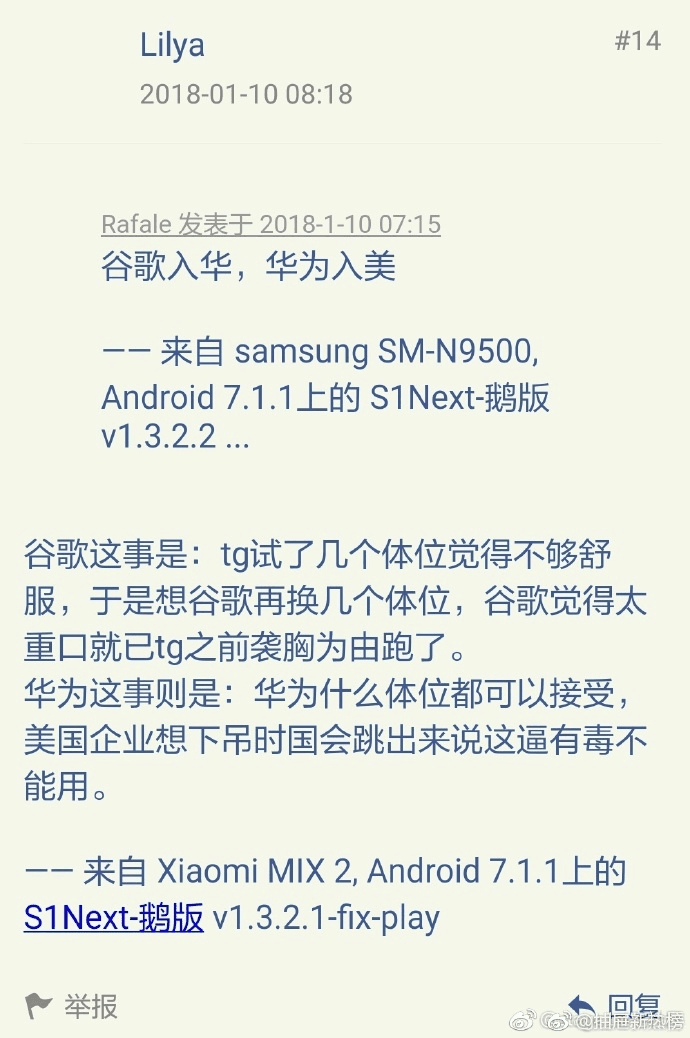 Lilya
#14
2018-01-10 08:18
Rafale 发表于 2018-1-10 07:15
谷歌入华，华为入美
—— 来自 samsung SM-N9500,
Android 7.1.1上的 S1Next-鹅版
v1.3.2.2 ...
谷歌这事是：tg试了几个体位觉得不够舒
服，于是想谷歌再换几个体位，谷歌觉得太
重口就已tg之前袭胸为由跑了。
华为这事则是：华为什么体位都可以接受，
美国企业想下吊时国会跳出来说这逼有毒不
能用。
—— 来自 Xiaomi MIX 2, Android 7.1.1上的
S1Next-鹅版 v1.3.2.1-fix-play
举报
回复